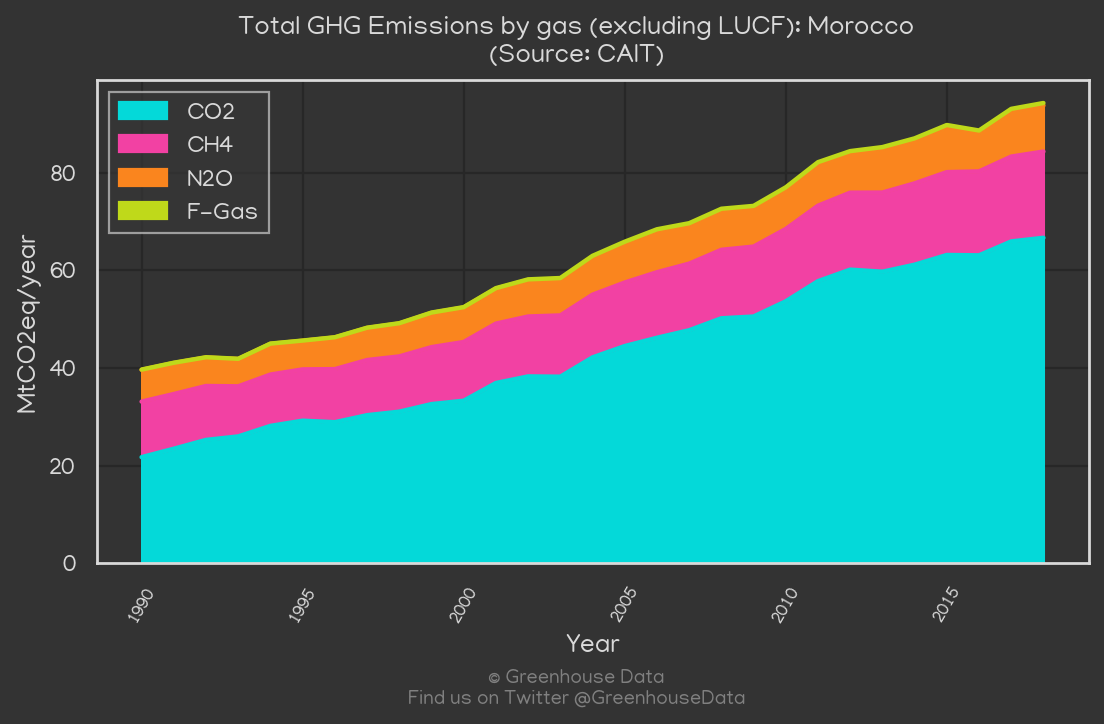 Total GHG Emissions by gas (excluding LUCF): Morocco
(Source: CAIT)
CO2
CH4
N2O
F-Gas
MtCO2eq/year
80
60
40
20
0
1990
1995
2000
2005
2010
2015
Year
© Greenhouse Data
Find us on Twitter @GreenhouseData